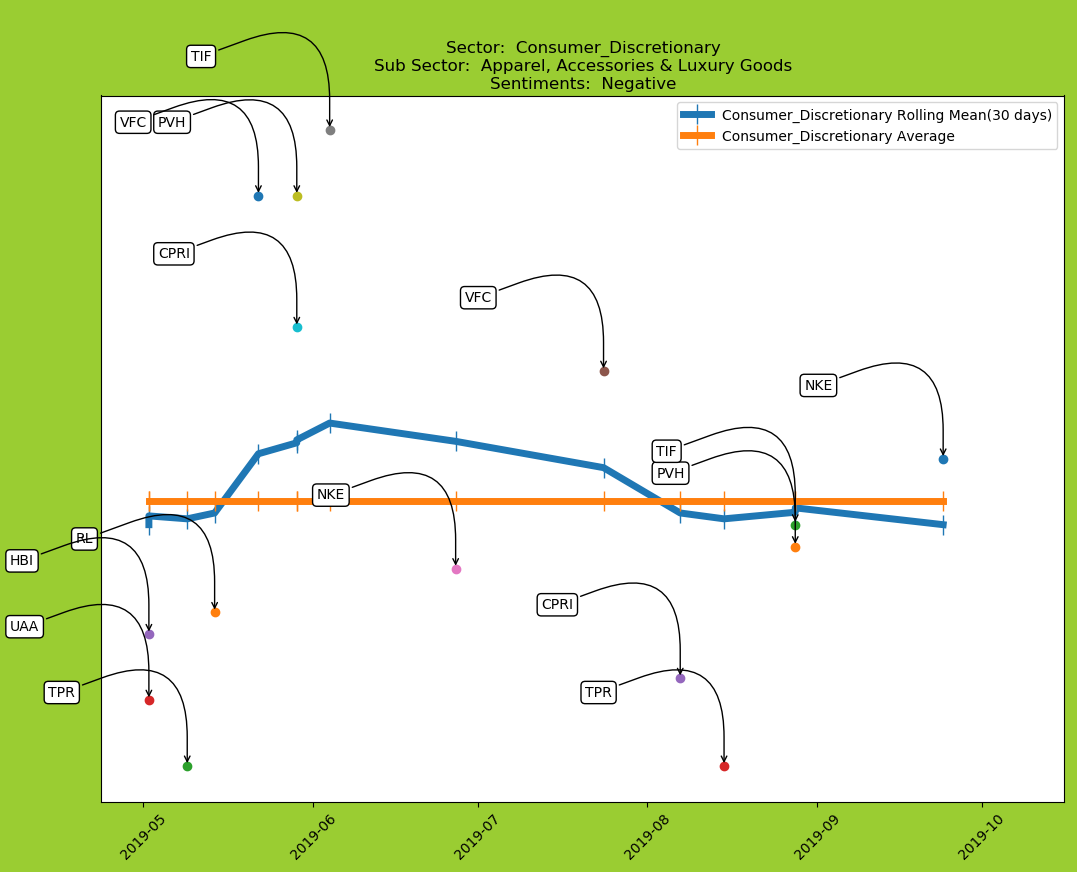 Sector:  Consumer_Discretionary
Sub Sector:  Apparel, Accessories & Luxury Goods
Sentiments:  Negative
Consumer_Discretionary Rolling Mean(30 days)
Consumer_Discretionary Average
TIF
VFC
PVH
CPRI
VFC
NKE
TIF
PVH
NKE
RL
HBI
UAA
CPRI
TPR
TPR
2019-05
2019-06
2019-07
2019-08
2019-09
2019-10